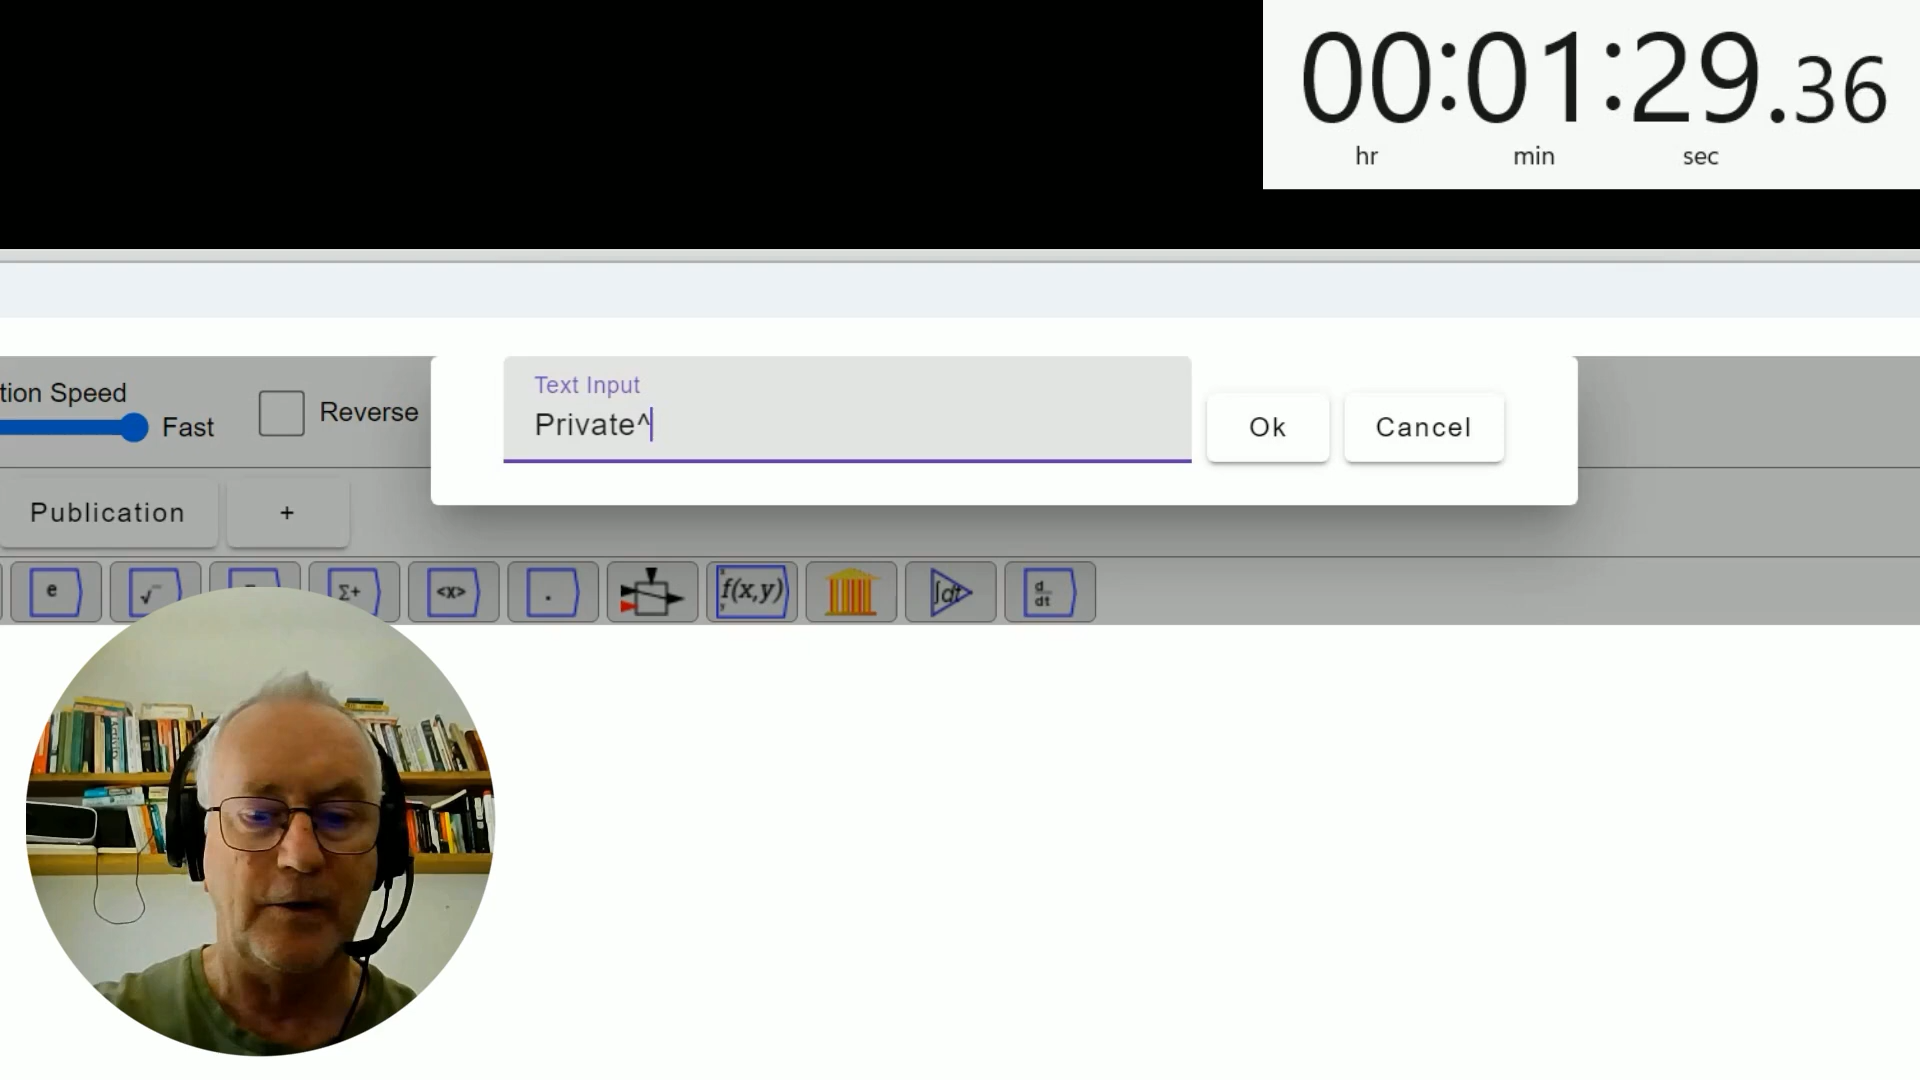 00:01:29.36
hr min sec
tion Speed
Fast
Reverse
Text Input
Private^
Ok
Cancel
Publication
+
e
√
Σ+
<x>
.
f(x,y)
∫dt
d
dt